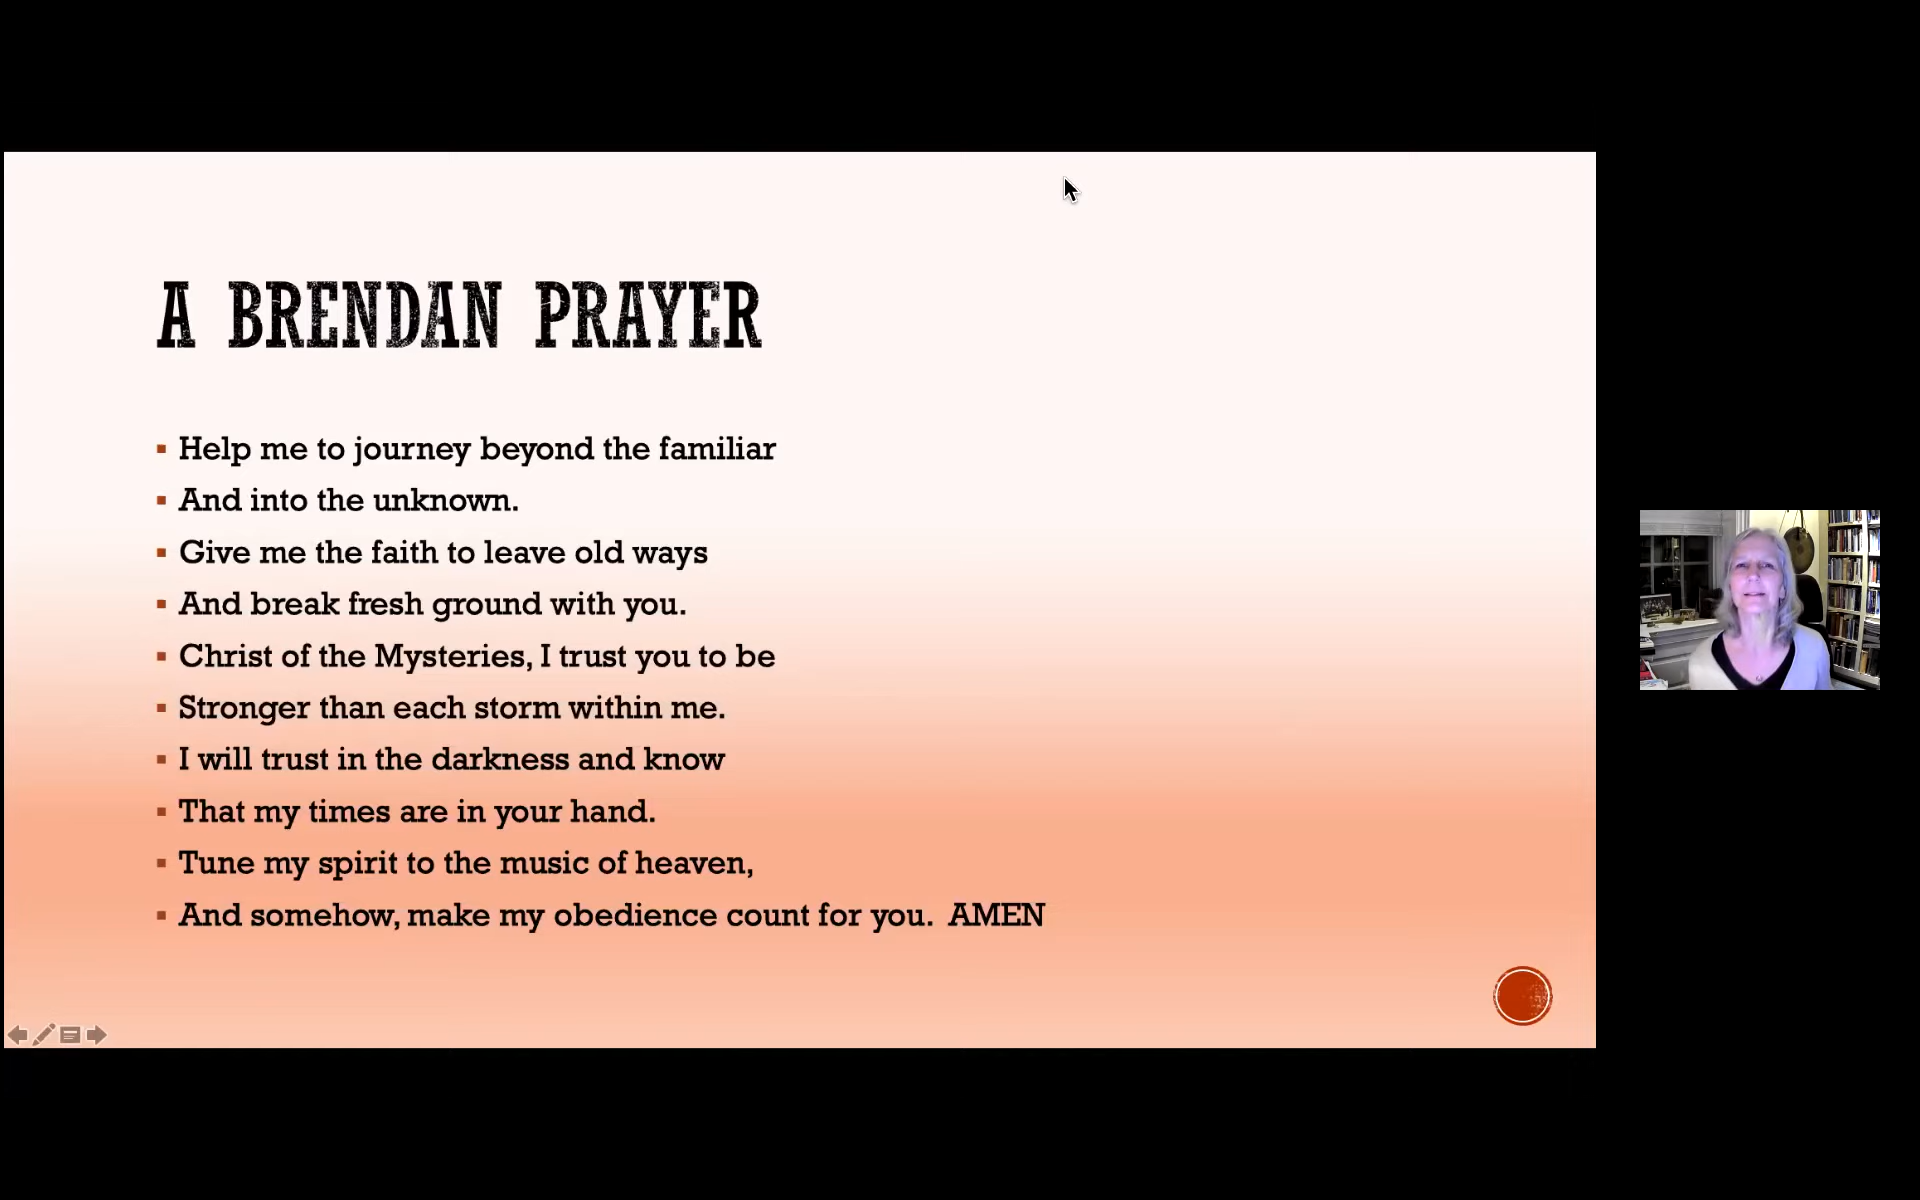 A BRENDAN PRAYER
Help me to journey beyond the familiar
And into the unknown.
Give me the faith to leave old ways
And break fresh ground with you.
Christ of the Mysteries, I trust you to be
Stronger than each storm within me.
I will trust in the darkness and know
That my times are in your hand.
Tune my spirit to the music of heaven,
And somehow, make my obedience count for you.  AMEN